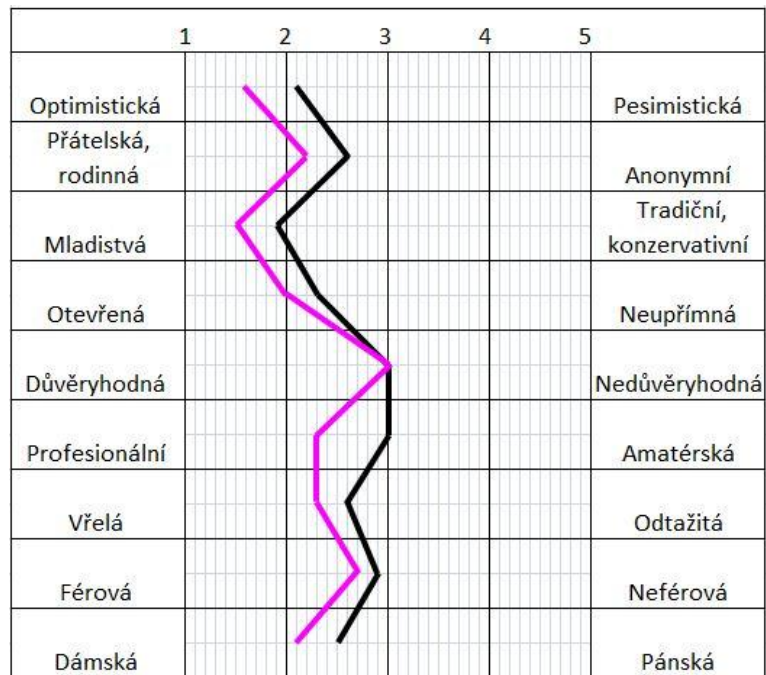 1 2 3 4 5
Optimistická Pesimistická
Přátelská,
rodinná Anonymní
Tradiční,
Mladistvá konzervativní
Otevřená Neupřímná
Důvěryhodná Nedůvěryhodná
Profesionální Amatérská
Vřelá Odtažitá
Férová Neférová
Dámská Pánská